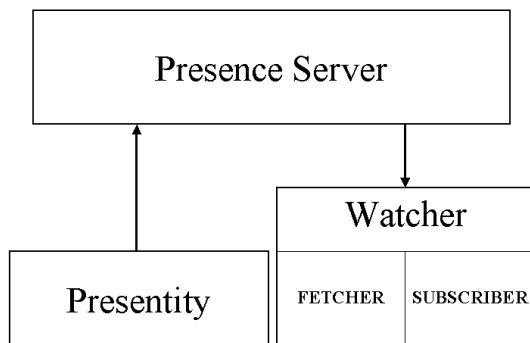 Presence Server
Watcher
Presentity
FETCHER
SUBSCRIBER